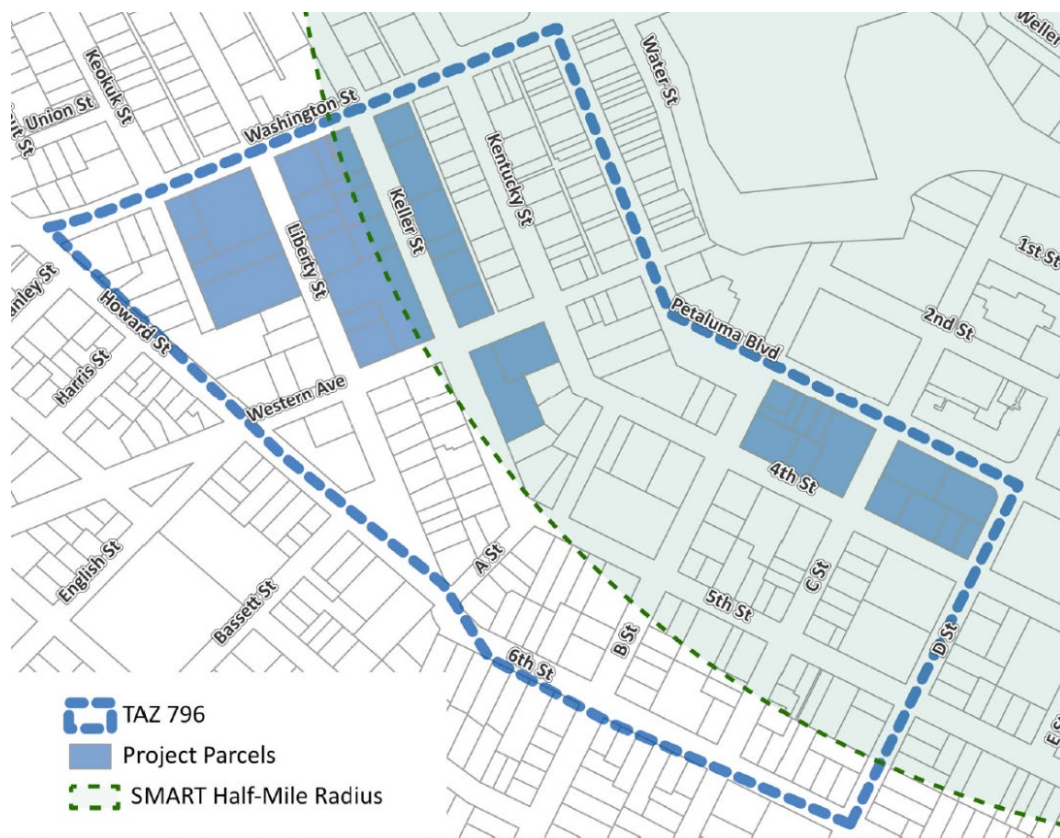 Weller
Keokuk St
Water St
Union St
Washington St
Kentucky St
Keller St
Liberty St
1st St
2nd St
Petaluma Blvd
anley St
Howard St
Harris St
Western Ave
4th St
A St
C St
English St
5th St
Bassett St
B St
D St
6th St
TAZ 796
Project Parcels
SMART Half-Mile Radius